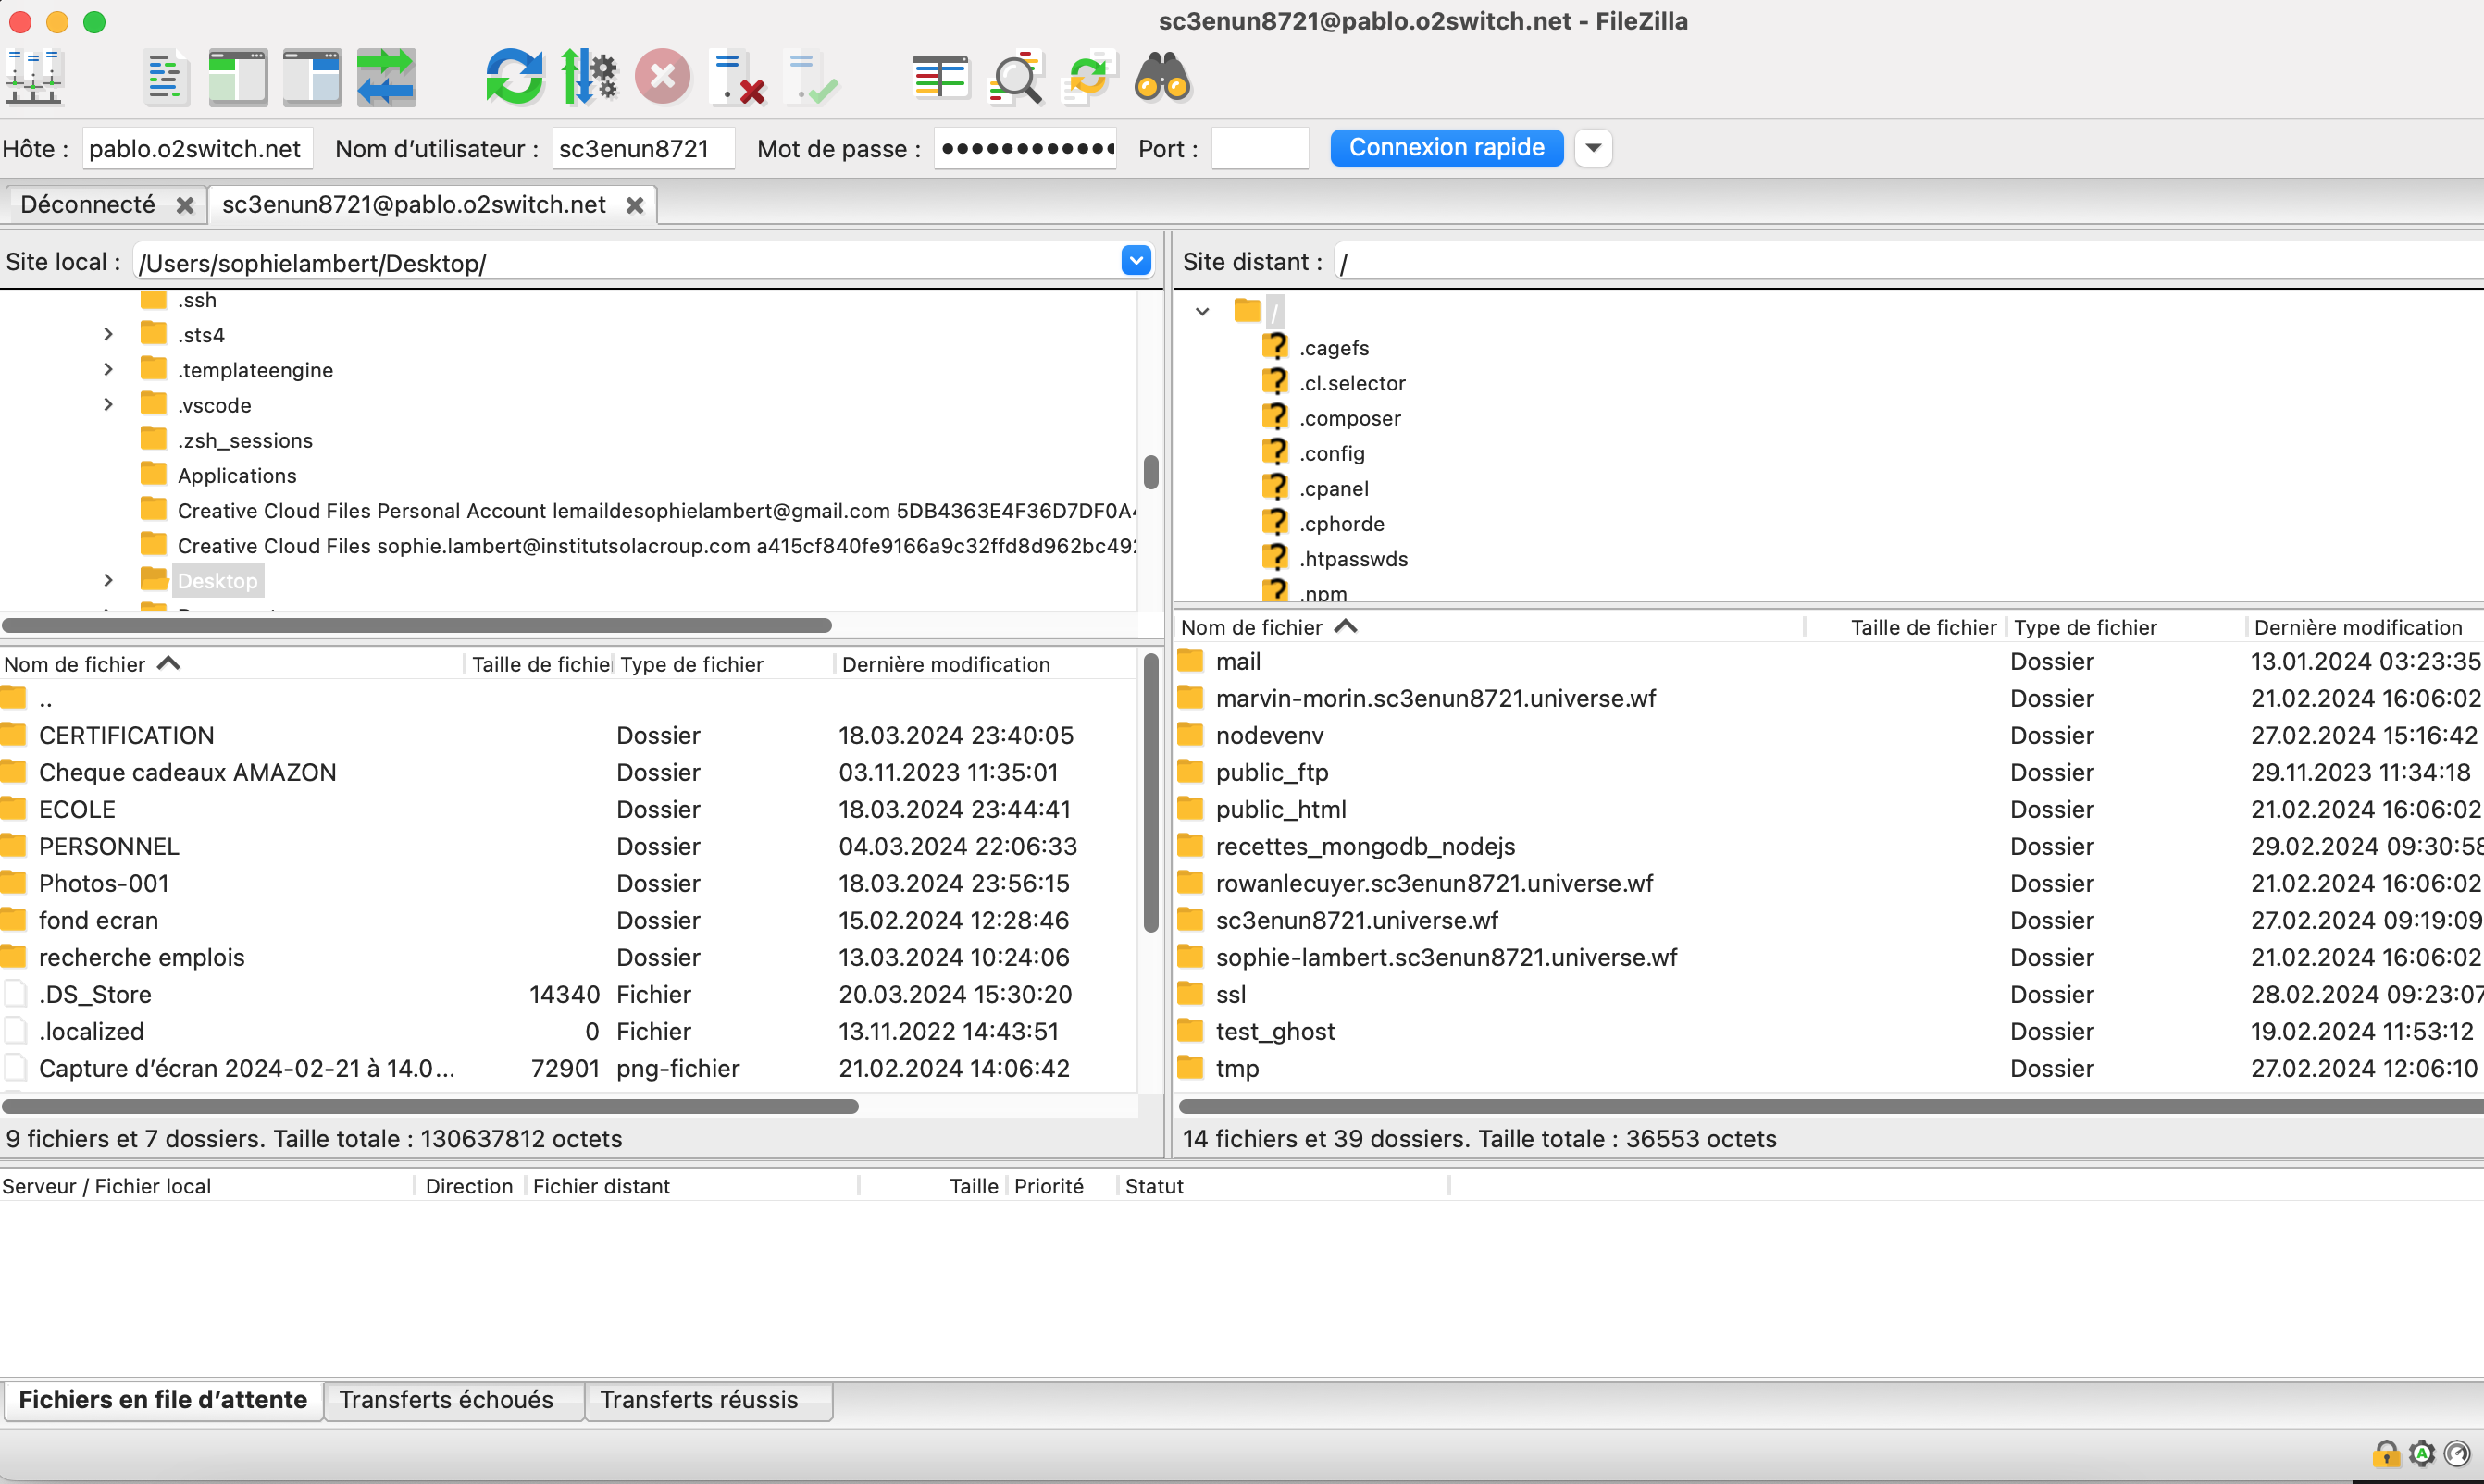 sc3enun8721@pablo.o2switch.net - FileZilla
Hôte : pablo.o2switch.net Nom d’utilisateur : sc3enun8721 Mot de passe : ●●●●●●●●●●●● Port : Connexion rapide
Déconnecté sc3enun8721@pablo.o2switch.net
Site local : /Users/sophielambert/Desktop/
.ssh
.sts4
.templateengine
.vscode
.zsh_sessions
Applications
Creative Cloud Files Personal Account lemaildesophielambert@gmail.com 5DB4363E4F36D7DF0A4
Creative Cloud Files sophie.lambert@institutsolacroup.com a415cf840fe9166a9c32ffd8d962bc492
Desktop
Nom de fichier Taille de fichie Type de fichier Dernière modification
..
CERTIFICATION Dossier 18.03.2024 23:40:05
Cheque cadeaux AMAZON Dossier 03.11.2023 11:35:01
ECOLE Dossier 18.03.2024 23:44:41
PERSONNEL Dossier 04.03.2024 22:06:33
Photos-001 Dossier 18.03.2024 23:56:15
fond ecran Dossier 15.02.2024 12:28:46
recherche emplois Dossier 13.03.2024 10:24:06
.DS_Store 14340 Fichier 20.03.2024 15:30:20
.localized 0 Fichier 13.11.2022 14:43:51
Capture d’écran 2024-02-21 à 14.0... 72901 png-fichier 21.02.2024 14:06:42
9 fichiers et 7 dossiers. Taille totale : 130637812 octets
Site distant : /
/
.cagefs
.cl.selector
.composer
.config
.cpanel
.cphorde
.htpasswds
.npm
Nom de fichier Taille de fichier Type de fichier Dernière modification
mail Dossier 13.01.2024 03:23:35
marvin-morin.sc3enun8721.universe.wf Dossier 21.02.2024 16:06:02
nodevenv Dossier 27.02.2024 15:16:42
public_ftp Dossier 29.11.2023 11:34:18
public_html Dossier 21.02.2024 16:06:02
recettes_mongodb_nodejs Dossier 29.02.2024 09:30:58
rowanlecuyer.sc3enun8721.universe.wf Dossier 21.02.2024 16:06:02
sc3enun8721.universe.wf Dossier 27.02.2024 09:19:09
sophie-lambert.sc3enun8721.universe.wf Dossier 21.02.2024 16:06:02
ssl Dossier 28.02.2024 09:23:07
test_ghost Dossier 19.02.2024 11:53:12
tmp Dossier 27.02.2024 12:06:10
14 fichiers et 39 dossiers. Taille totale : 36553 octets
Serveur / Fichier local Direction Fichier distant Taille Priorité Statut
Fichiers en file d’attente Transferts échoués Transferts réussis